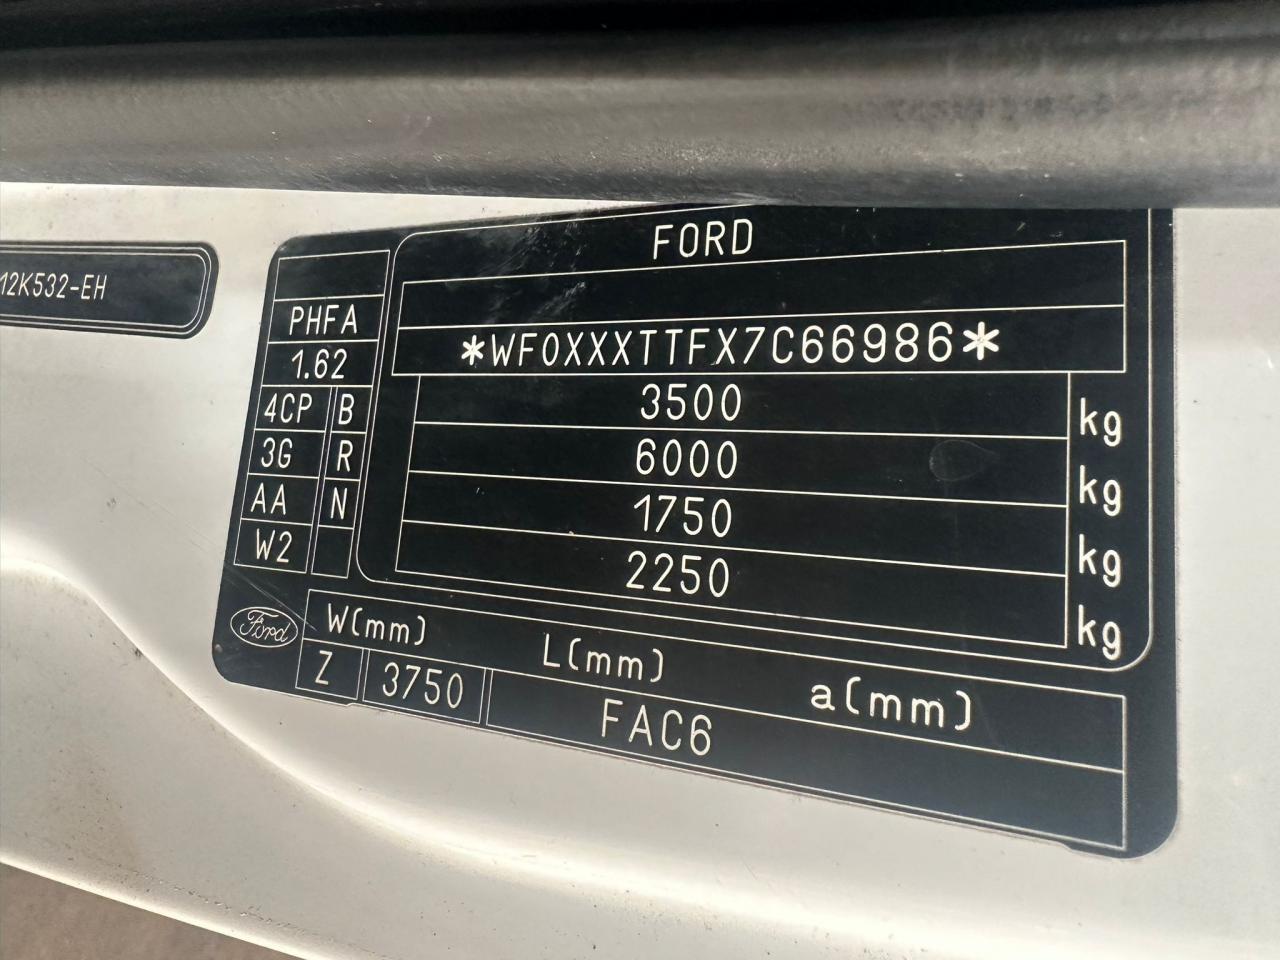 12K532-EH
FORD
PHFA
1.62
4CP B
3G R
AA N
W2
*WF0XXXTTFX7C66986*
3500 kg
6000 kg
1750 kg
2250 kg
Ford
W(mm) L(mm) a(mm)
Z 3750 FAC6